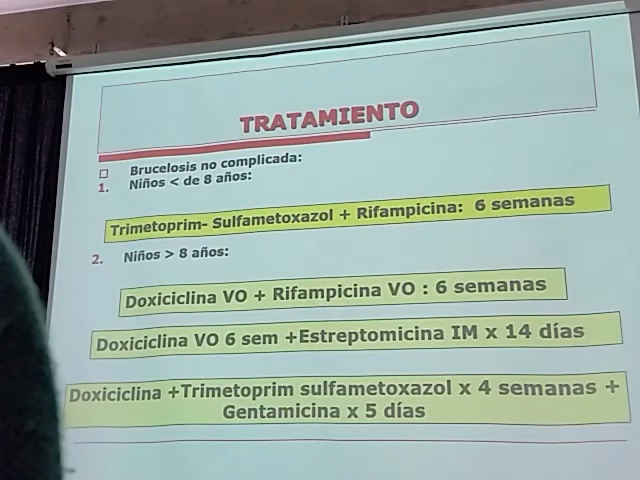 TRATAMIENTO
□ Brucelosis no complicada:
1. Niños < de 8 años:
Trimetoprim- Sulfametoxazol + Rifampicina: 6 semanas
2. Niños > 8 años:
Doxiciclina VO + Rifampicina VO : 6 semanas
Doxiciclina VO 6 sem +Estreptomicina IM x 14 días
Doxiciclina +Trimetoprim sulfametoxazol x 4 semanas +
Gentamicina x 5 días